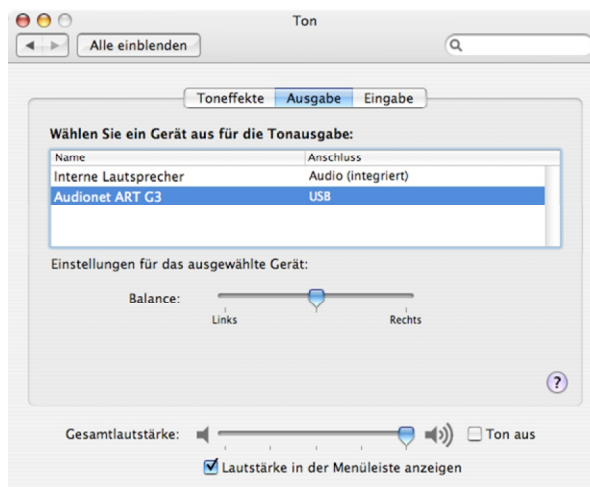 Ton
Alle einblenden
Toneffekte Ausgabe Eingabe
Wählen Sie ein Gerät aus für die Tonausgabe:
Name Anschluss
Interne Lautsprecher Audio (integriert)
Audionet ART G3 USB
Einstellungen für das ausgewählte Gerät:
Balance:
Links Rechts
?
Gesamtlautstärke: Ton aus
Lautstärke in der Menüleiste anzeigen